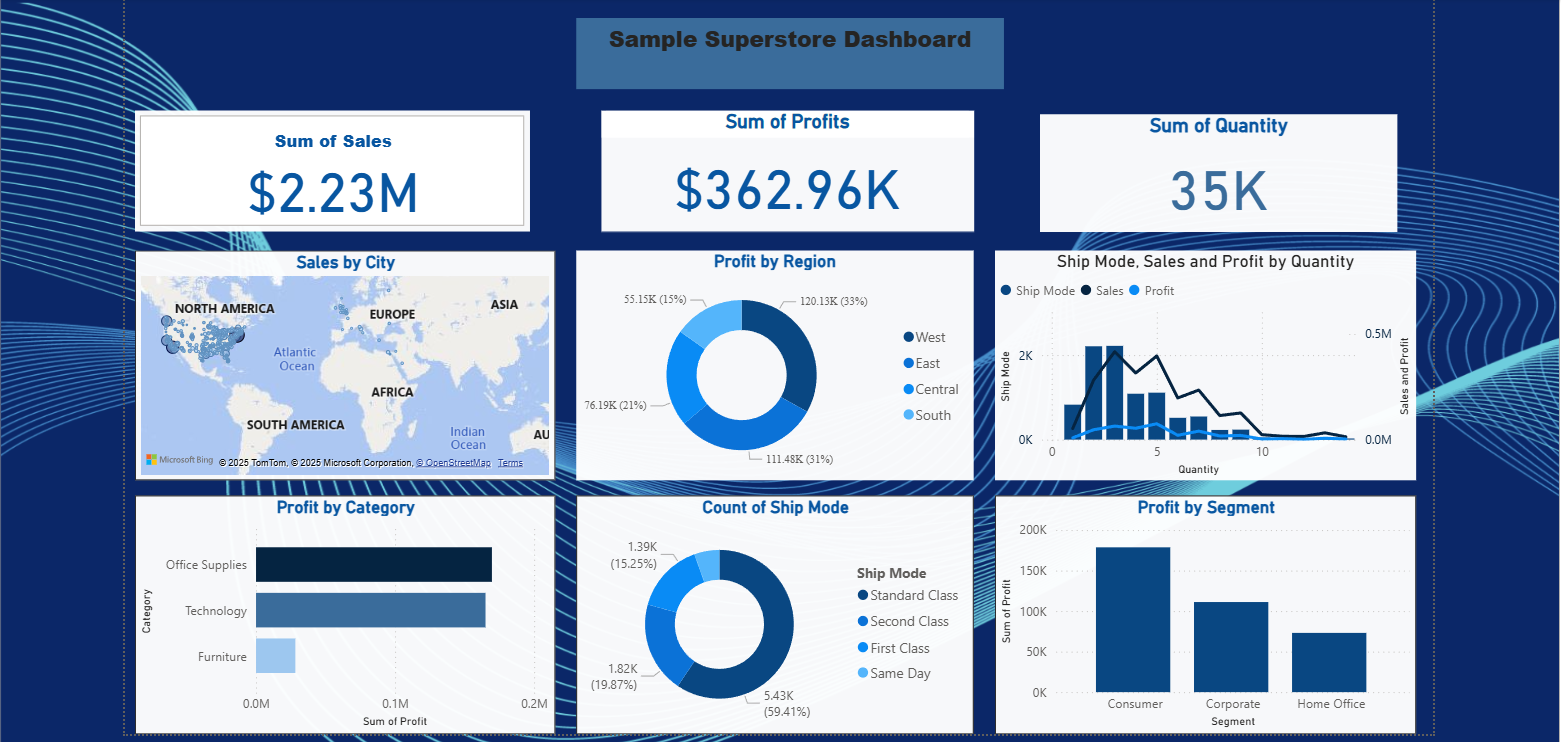 Sample Superstore Dashboard
Sum of Sales
$2.23M
Sum of Profits
$362.96K
Sum of Quantity
35K
Sales by City
NORTH AMERICA
EUROPE
ASIA
Atlantic
Ocean
AFRICA
SOUTH AMERICA
Indian
Ocean
AU
Microsoft Bing
© 2025 TomTom, © 2025 Microsoft Corporation, © OpenStreetMap Terms
Profit by Region
55.15K (15%)
120.13K (33%)
76.19K (21%)
111.48K (31%)
West
East
Central
South
Ship Mode, Sales and Profit by Quantity
Ship Mode Sales Profit
Ship Mode
2K
0K
0.5M
0.0M
Sales and Profit
0 5 10
Quantity
Profit by Category
Category
Office Supplies
Technology
Furniture
0.0M 0.1M 0.2M
Sum of Profit
Count of Ship Mode
1.39K
(15.25%)
1.82K
(19.87%)
5.43K
(59.41%)
Ship Mode
Standard Class
Second Class
First Class
Same Day
Profit by Segment
Sum of Profit
200K
150K
100K
50K
0K
Consumer Corporate Home Office
Segment